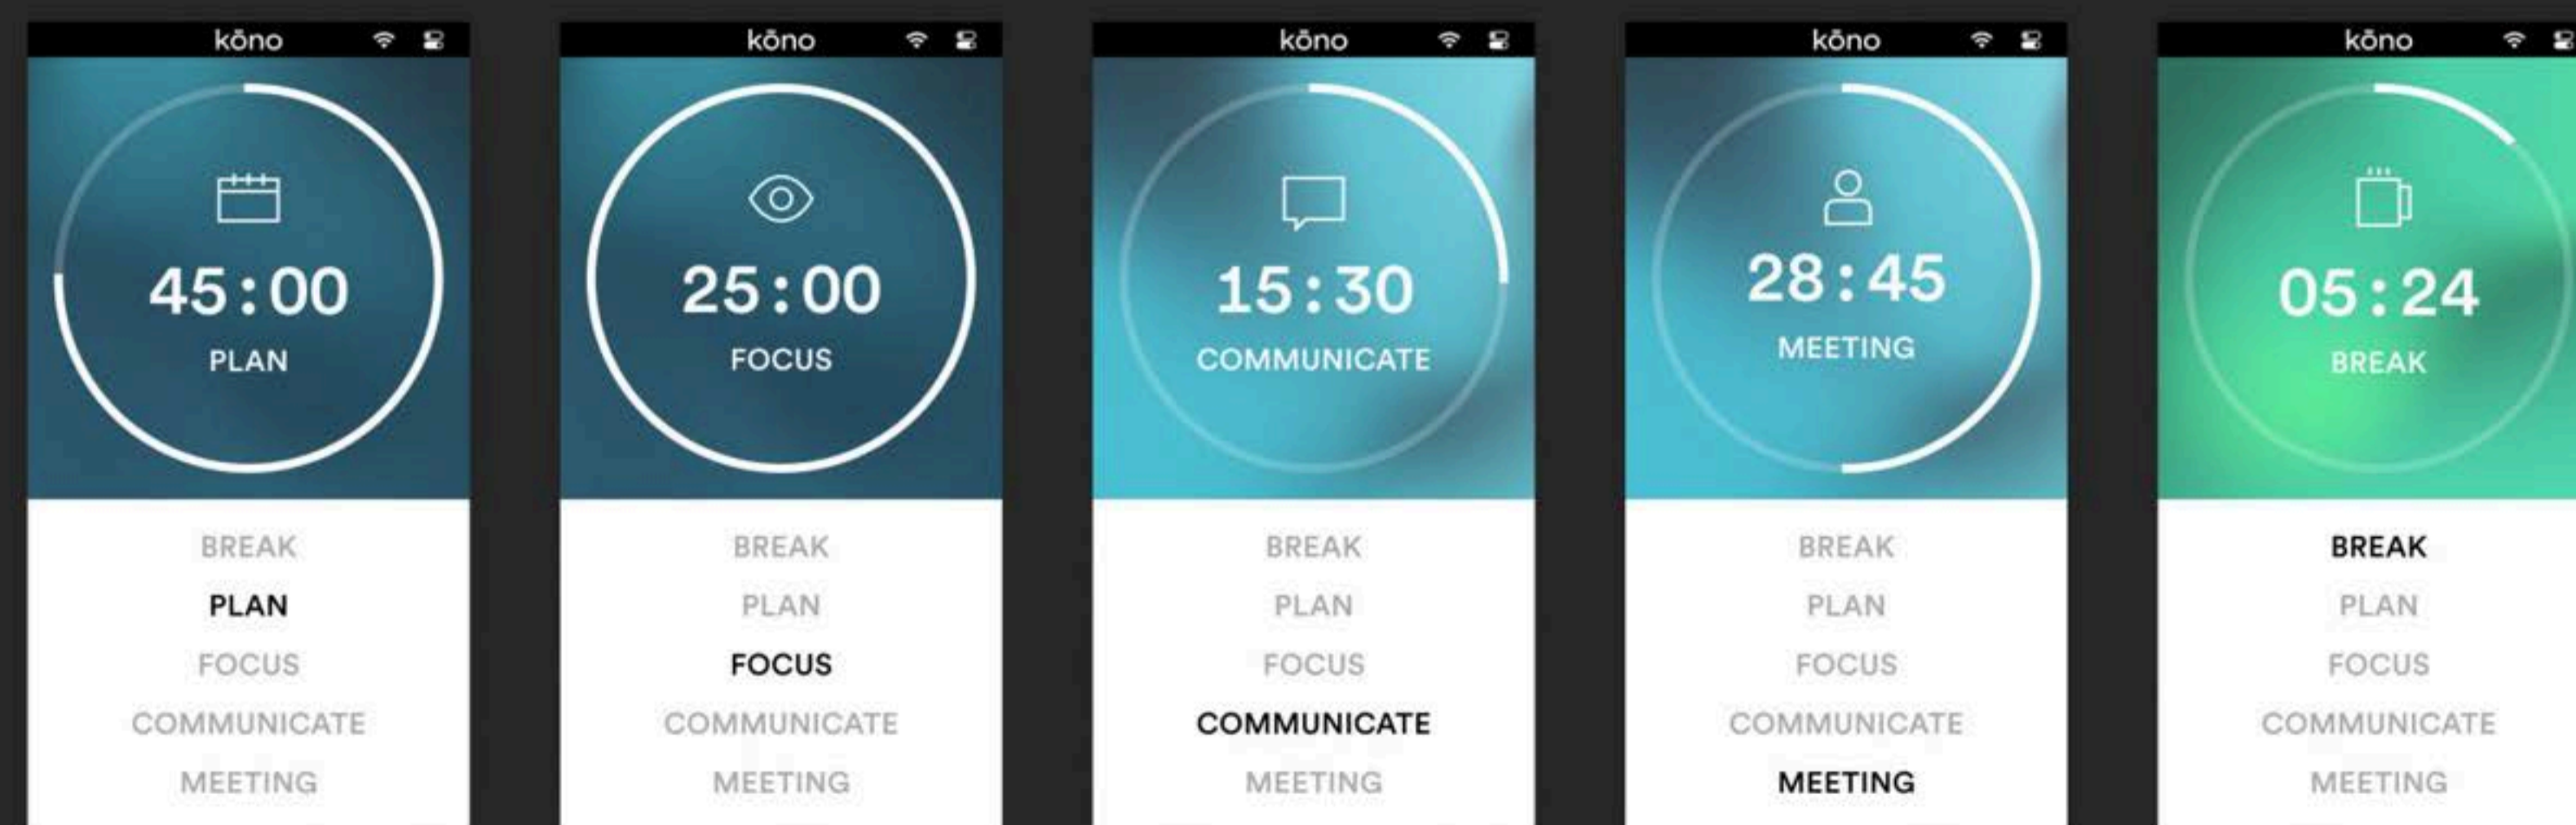 kōno
45:00
PLAN
BREAK
PLAN
FOCUS
COMMUNICATE
MEETING
kōno
25:00
FOCUS
BREAK
PLAN
FOCUS
COMMUNICATE
MEETING
kōno
15:30
COMMUNICATE
BREAK
PLAN
FOCUS
COMMUNICATE
MEETING
kōno
28:45
MEETING
BREAK
PLAN
FOCUS
COMMUNICATE
MEETING
kōno
05:24
BREAK
BREAK
PLAN
FOCUS
COMMUNICATE
MEETING